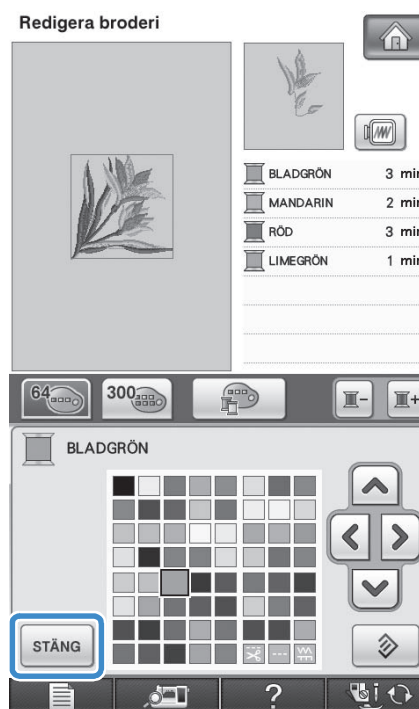 Redigera broderi
BLADGRÖN 3 min
MANDARIN 2 min
RÖD 3 min
LIMEGRÖN 1 min
64 300
BLADGRÖN
STÄNG
?